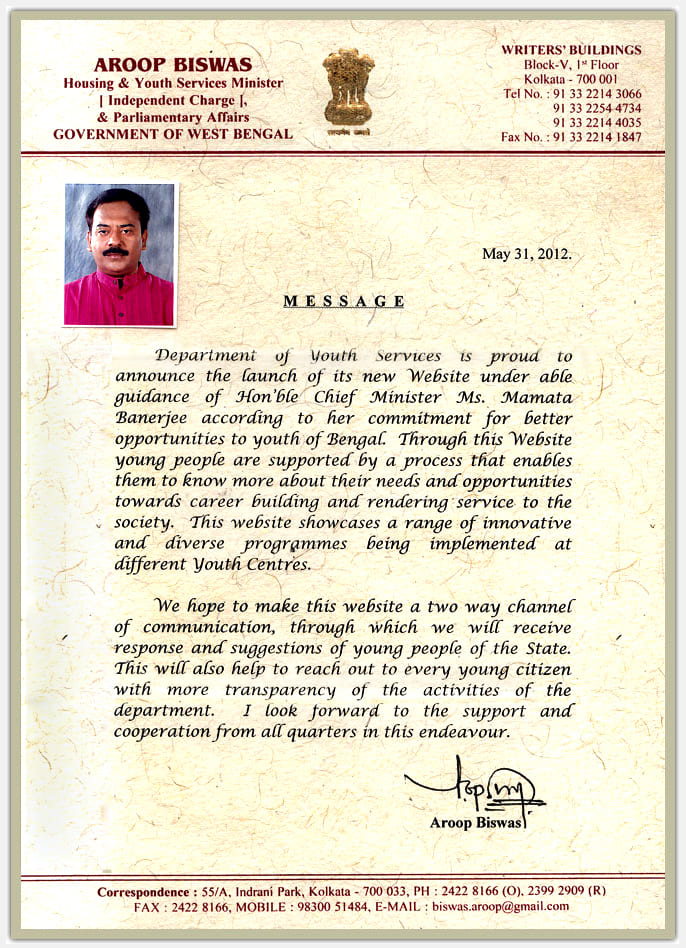 AROOP BISWAS
Housing & Youth Services Minister
[ Independent Charge ],
& Parliamentary Affairs
GOVERNMENT OF WEST BENGAL
सत्यमेव जयते
WRITERS' BUILDINGS
Block-V, 1st Floor
Kolkata - 700 001
Tel No. : 91 33 2214 3066
91 33 2254 4734
91 33 2214 4035
Fax No. : 91 33 2214 1847
May 31, 2012.
MESSAGE
Department of Youth Services is proud to
announce the launch of its new Website under able
guidance of Hon'ble Chief Minister Ms. Mamata
Banerjee according to her commitment for better
opportunities to youth of Bengal. Through this Website
young people are supported by a process that enables
them to know more about their needs and opportunities
towards career building and rendering service to the
society. This website showcases a range of innovative
and diverse programmes being implemented at
different Youth Centres.
We hope to make this website a two way channel
of communication, through which we will receive
response and suggestions of young people of the State.
This will also help to reach out to every young citizen
with more transparency of the activities of the
department. I look forward to the support and
cooperation from all quarters in this endeavour.
Aroop Biswas
Correspondence : 55/A, Indrani Park, Kolkata - 700 033, PH : 2422 8166 (O), 2399 2909 (R)
FAX : 2422 8166, MOBILE : 98300 51484, E-MAIL : biswas.aroop@gmail.com